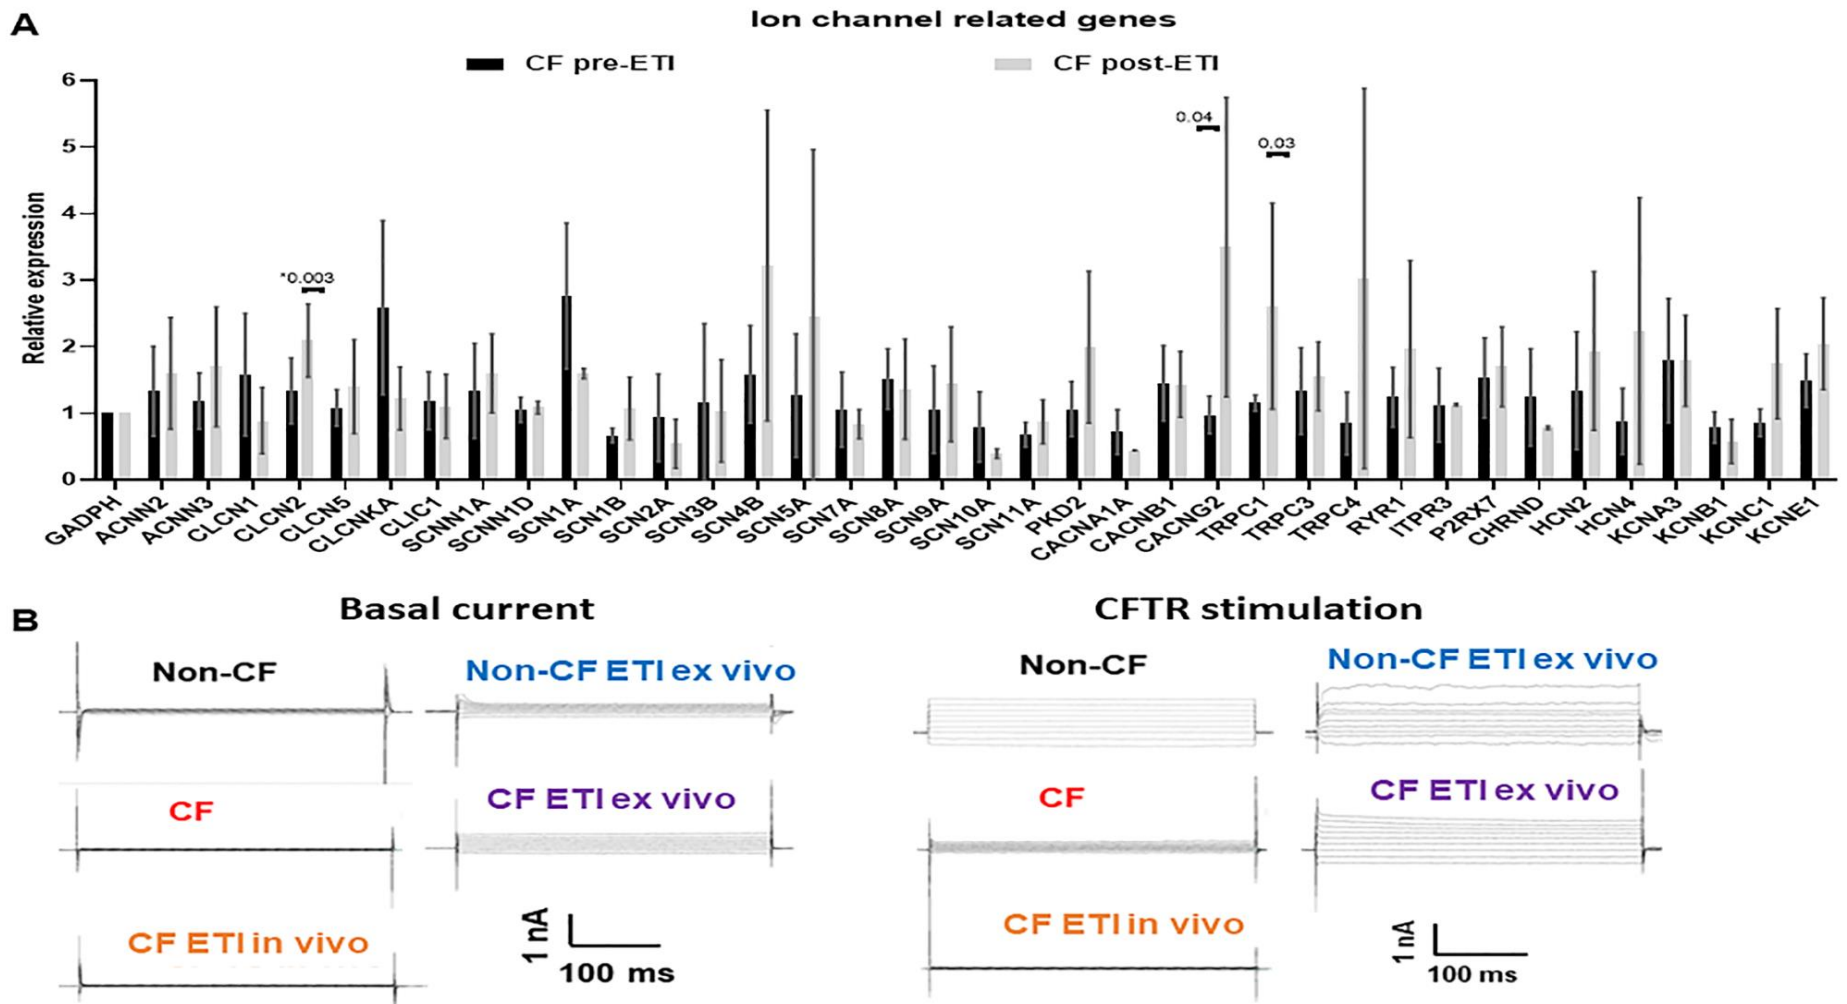 A
Ion channel related genes
CF pre-ETI
CF post-ETI
Relative expression
6
5
4
3
2
1
0
*0.003
0.04
0.03
GADPH
ACNN2
ACNN3
CLCN1
CLCN2
CLCN5
CLCNKA
CLIC1
SCNN1A
SCNN1D
SCN1A
SCN1B
SCN2A
SCN3B
SCN4B
SCN5A
SCN7A
SCN8A
SCN9A
SCN10A
SCN11A
PKD2
CACNA1A
CACNB1
CACNG2
TRPC1
TRPC3
TRPC4
RYR1
ITPR3
P2RX7
CHRND
HCN2
HCN4
KCNA3
KCNB1
KCNC1
KCNE1
B
Basal current
CFTR stimulation
Non-CF
Non-CF ETI ex vivo
Non-CF
Non-CF ETI ex vivo
CF
CF ETI ex vivo
CF
CF ETI ex vivo
CF ETI in vivo
1 nA
100 ms
CF ETI in vivo
1 nA
100 ms